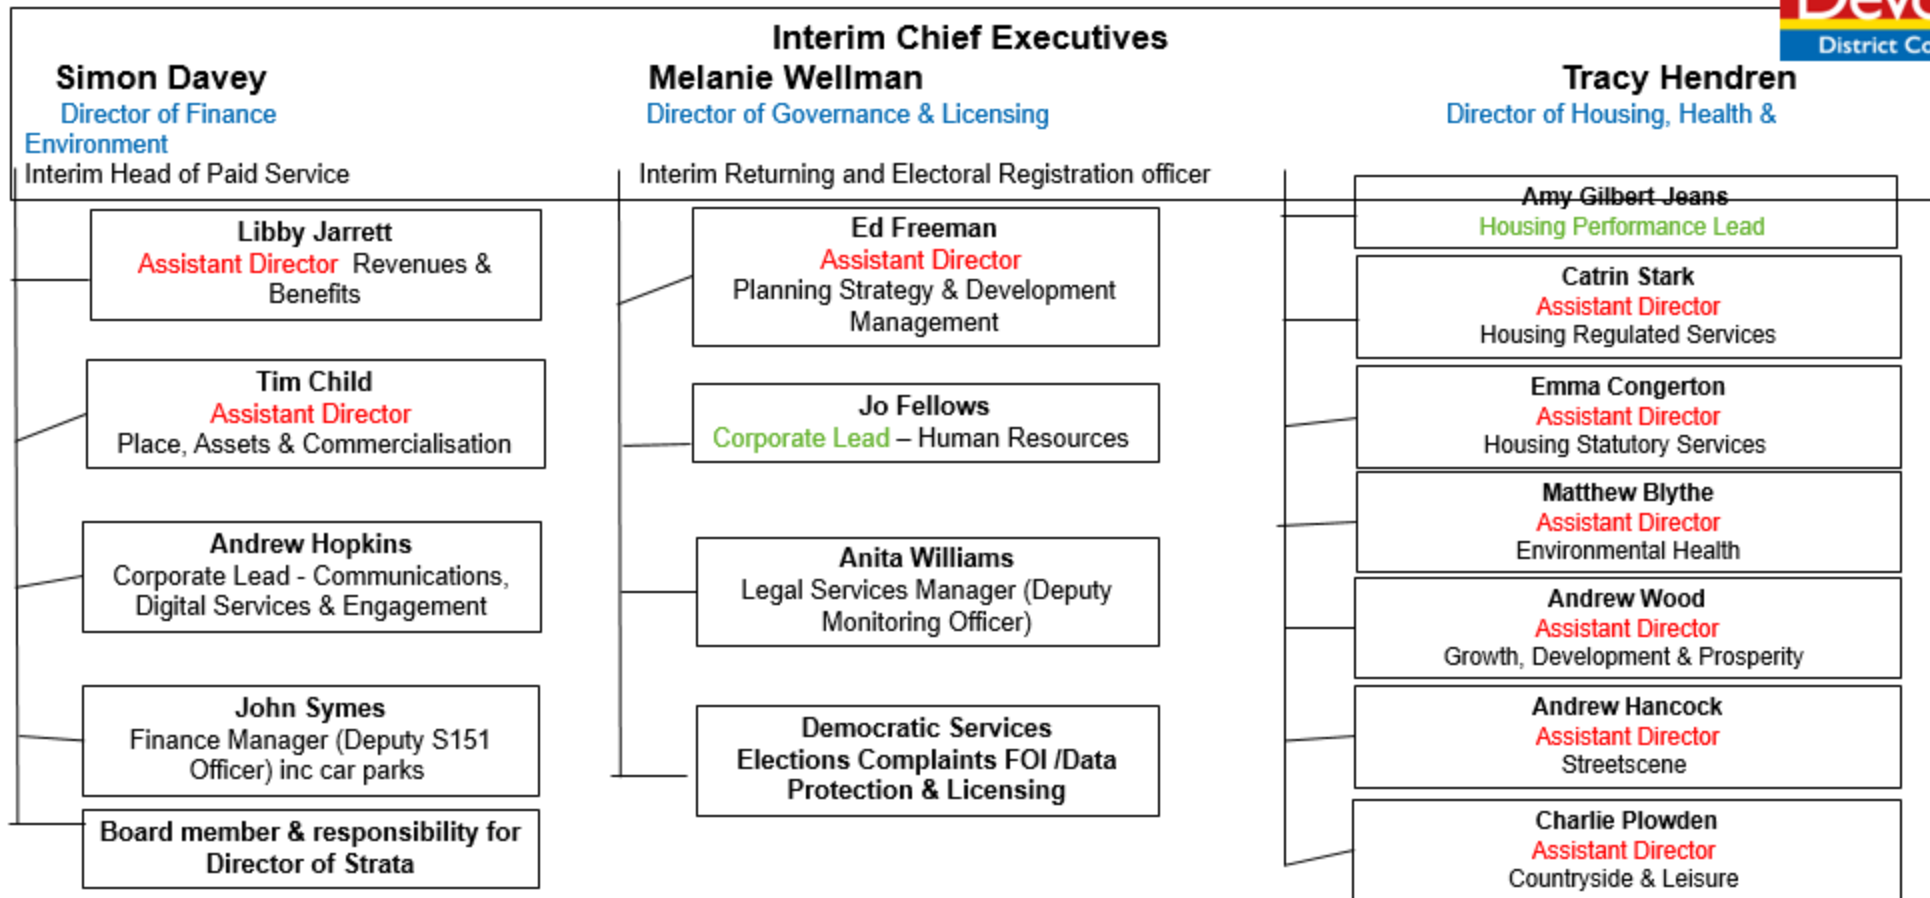 Interim Chief Executives
Simon Davey
Melanie Wellman
Tracy Hendren
Director of Finance
Director of Governance & Licensing
Director of Housing, Health &
Environment
Interim Head of Paid Service
Interim Returning and Electoral Registration officer
Libby Jarrett
Assistant Director Revenues &
Benefits
Tim Child
Assistant Director
Place, Assets & Commercialisation
Andrew Hopkins
Corporate Lead - Communications,
Digital Services & Engagement
John Symes
Finance Manager (Deputy S151
Officer) inc car parks
Board member & responsibility for
Director of Strata
Ed Freeman
Assistant Director
Planning Strategy & Development
Management
Jo Fellows
Corporate Lead – Human Resources
Anita Williams
Legal Services Manager (Deputy
Monitoring Officer)
Democratic Services
Elections Complaints FOI /Data
Protection & Licensing
Amy Gilbert Jeans
Housing Performance Lead
Catrin Stark
Assistant Director
Housing Regulated Services
Emma Congerton
Assistant Director
Housing Statutory Services
Matthew Blythe
Assistant Director
Environmental Health
Andrew Wood
Assistant Director
Growth, Development & Prosperity
Andrew Hancock
Assistant Director
Streetscene
Charlie Plowden
Assistant Director
Countryside & Leisure
District Co